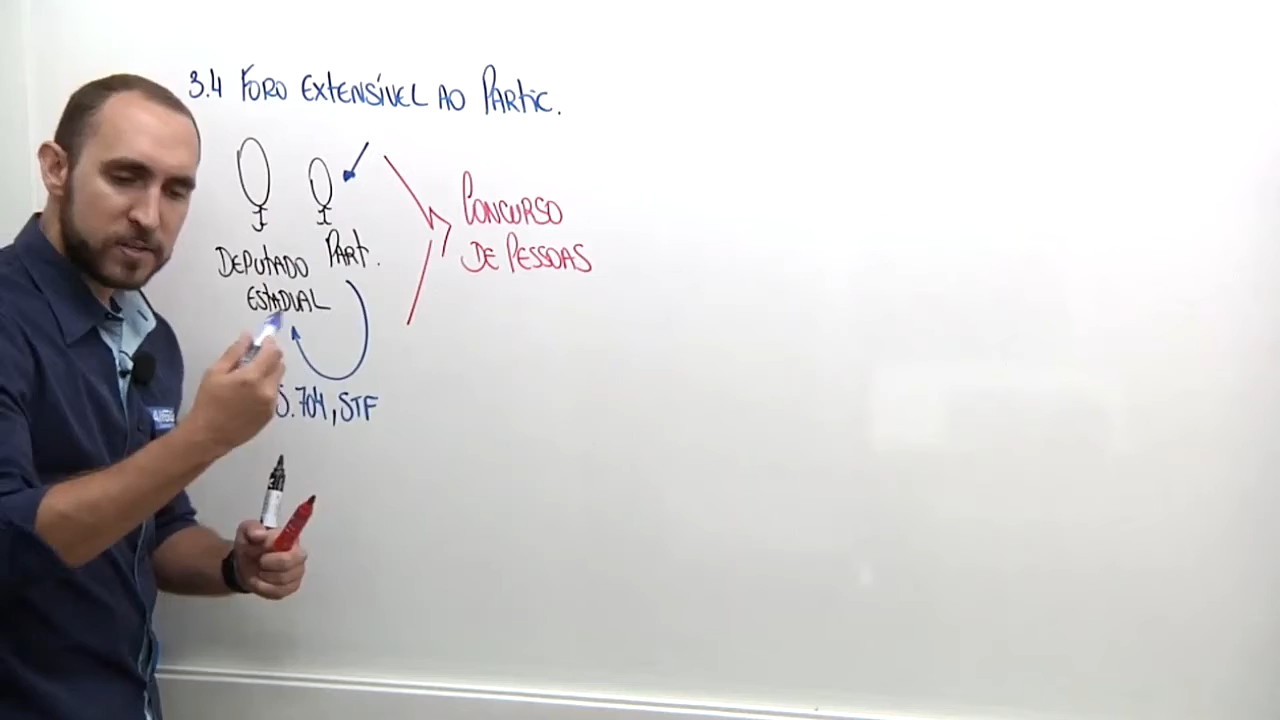 3.4 FORO EXTENSÍVEL AO PARTIC.
DEPUTADO PART.
ESTADUAL
CONCURSO
DE PESSOAS
S.704, STF